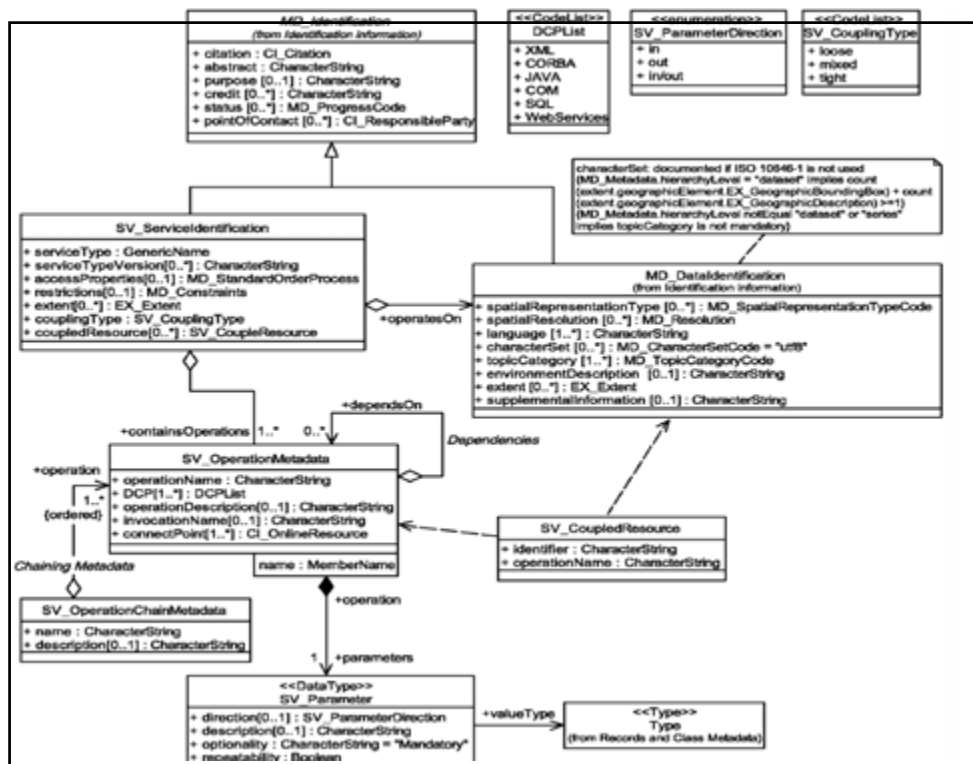 MD_Identification
(from Identification information)
+ citation : CI_Citation
+ abstract : CharacterString
+ purpose [0..1] : CharacterString
+ credit [0..*] : CharacterString
+ status [0..*] : MD_ProgressCode
+ pointOfContact [0..*] : CI_ResponsibleParty
<<CodeList>>
DCPList
+ XML
+ CORBA
+ JAVA
+ COM
+ SQL
+ WebServices
<<enumeration>>
SV_ParameterDirection
+ in
+ out
+ in/out
<<CodeList>>
SV_CouplingType
+ loose
+ mixed
+ tight
characterSet: documented if ISO 10646-1 is not used
{MD_Metadata.hierarchyLevel = "dataset" implies count
(extent.geographicElement.EX_GeographicBoundingBox) + count
(extent.geographicElement.EX_GeographicDescription) >=1}
{MD_Metadata.hierarchyLevel notEqual "dataset" or "series"
implies topicCategory is not mandatory}
SV_ServiceIdentification
+ serviceType : GenericName
+ serviceTypeVersion[0..*] : CharacterString
+ accessProperties[0..1] : MD_StandardOrderProcess
+ restrictions[0..1] : MD_Constraints
+ extent[0..*] : EX_Extent
+ couplingType : SV_CouplingType
+ coupledResource[0..*] : SV_CoupleResource
+operatesOn
MD_DataIdentification
(from Identification information)
+ spatialRepresentationType [0..*] : MD_SpatialRepresentationTypeCode
+ spatialResolution [0..*] : MD_Resolution
+ language [1..*] : CharacterString
+ characterSet [0..*] : MD_CharacterSetCode = "utf8"
+ topicCategory [1..*] : MD_TopicCategoryCode
+ environmentDescription [0..1] : CharacterString
+ extent [0..*] : EX_Extent
+ supplementalInformation [0..1] : CharacterString
+dependsOn
+containsOperations 1..* 0..*
Dependencies
SV_OperationMetadata
+ operationName : CharacterString
+ DCP[1..*] : DCPList
+ operationDescription[0..1] : CharacterString
+ invocationName[0..1] : CharacterString
+ connectPoint[1..*] : CI_OnlineResource
name : MemberName
+operation
1..*
{ordered}
Chaining Metadata
SV_OperationChainMetadata
+ name : CharacterString
+ description[0..1] : CharacterString
SV_CoupledResource
+ identifier : CharacterString
+ operationName : CharacterString
+operation
1 +parameters
<<DataType>>
SV_Parameter
+ direction[0..1] : SV_ParameterDirection
+ description[0..1] : CharacterString
+ optionality : CharacterString = "Mandatory"
+ repeatability : Boolean
+valueType
<<Type>>
Type
(from Records and Class Metadata)